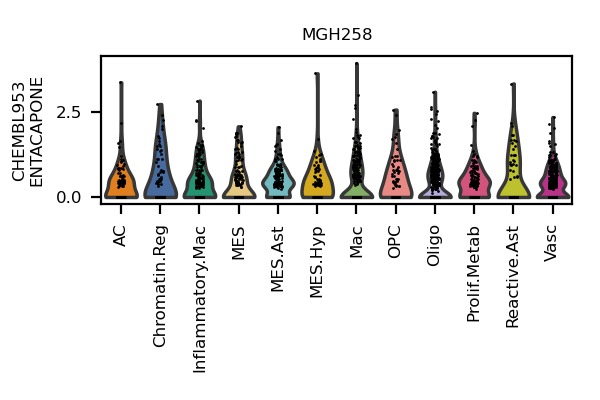 MGH258
CHEMBL953
ENTACAPONE
2.5
0.0
AC
Chromatin.Reg
Inflammatory.Mac
MES
MES.Ast
MES.Hyp
Mac
OPC
Oligo
Prolif.Metab
Reactive.Ast
Vasc